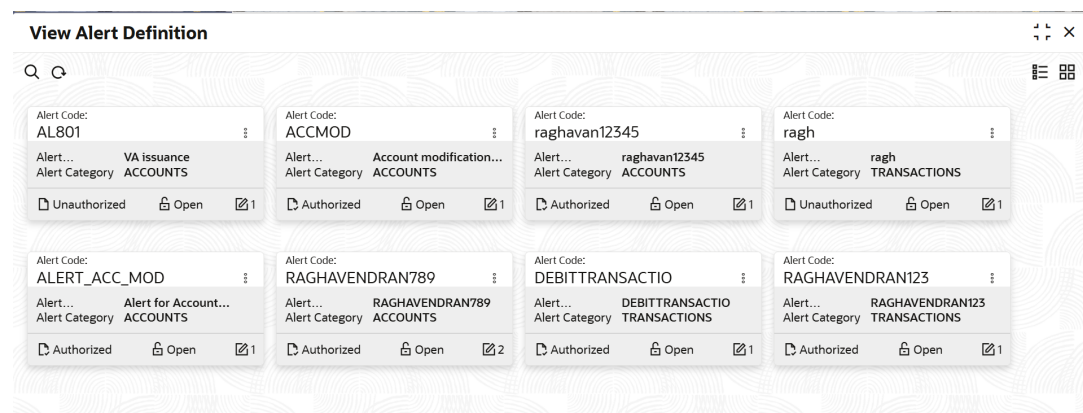 View Alert Definition
Alert Code:
AL801
Alert... VA issuance
Alert Category ACCOUNTS
Unauthorized Open 1
Alert Code:
ACCMOD
Alert... Account modification...
Alert Category ACCOUNTS
Authorized Open 1
Alert Code:
raghavan12345
Alert... raghavan12345
Alert Category ACCOUNTS
Authorized Open 1
Alert Code:
ragh
Alert... ragh
Alert Category TRANSACTIONS
Unauthorized Open 1
Alert Code:
ALERT_ACC_MOD
Alert... Alert for Account...
Alert Category ACCOUNTS
Authorized Open 1
Alert Code:
RAGHAVENDRAN789
Alert... RAGHAVENDRAN789
Alert Category ACCOUNTS
Authorized Open 2
Alert Code:
DEBITTRANSACTIO
Alert... DEBITTRANSACTIO
Alert Category TRANSACTIONS
Authorized Open 1
Alert Code:
RAGHAVENDRAN123
Alert... RAGHAVENDRAN123
Alert Category TRANSACTIONS
Authorized Open 1